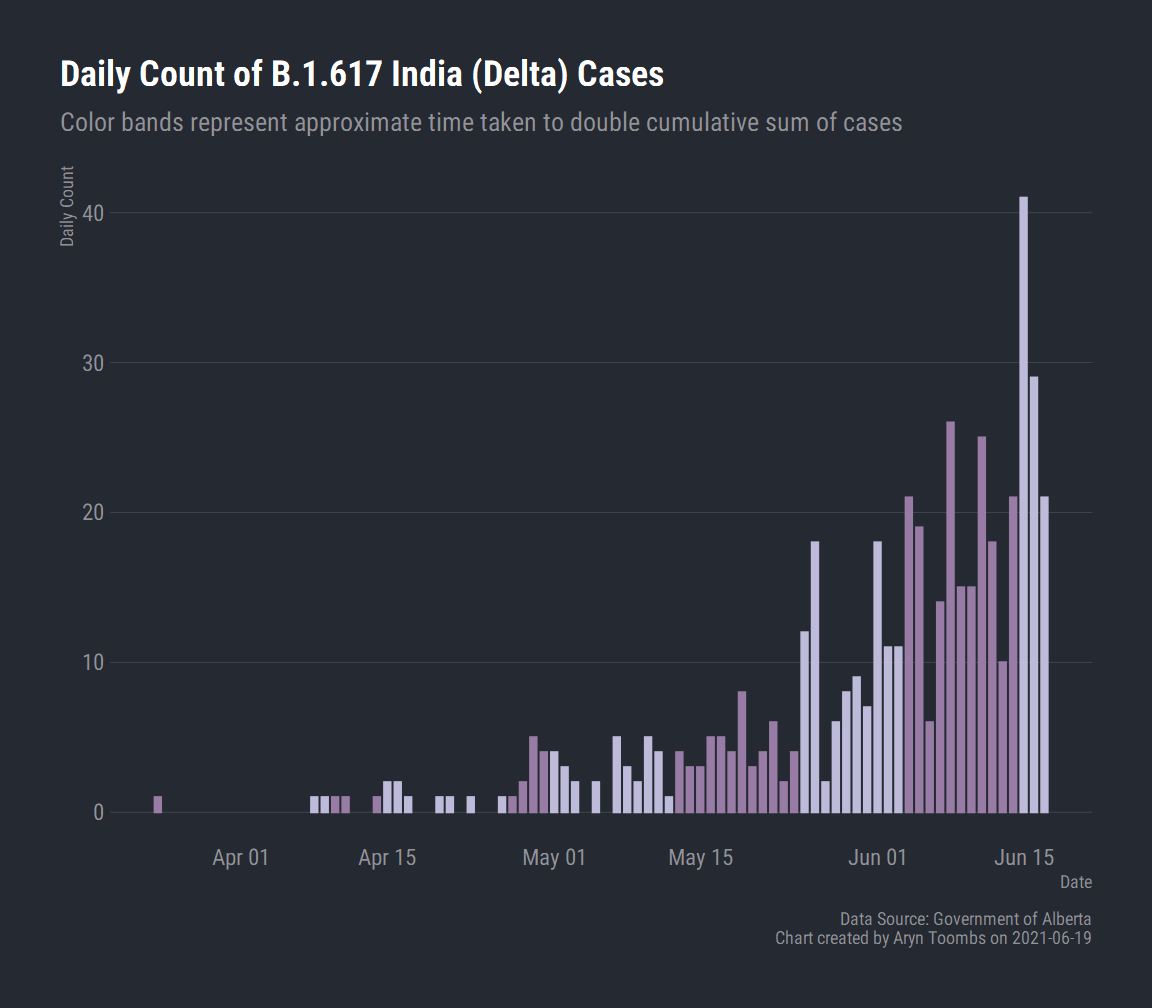 Daily Count of B.1.617 India (Delta) Cases
Color bands represent approximate time taken to double cumulative sum of cases
Daily Count
40
30
20
10
0
Apr 01
Apr 15
May 01
May 15
Jun 01
Jun 15
Date
Data Source: Government of Alberta
Chart created by Aryn Toombs on 2021-06-19